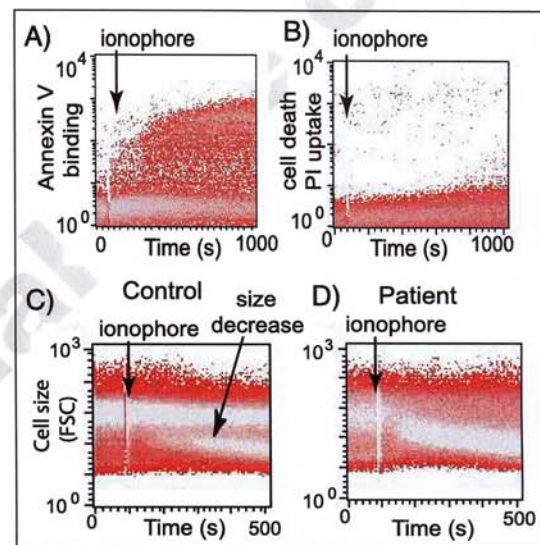 A)
ionophore
10⁴
Annexin V
binding
10⁰
0
Time (s)
1000
B)
ionophore
10⁴
cell death
PI uptake
10⁰
0
Time (s)
1000
C)
Control
ionophore
size
decrease
10³
Cell size
(FSC)
10⁰
0
Time (s)
500
D)
Patient
ionophore
10³
10⁰
0
Time (s)
500